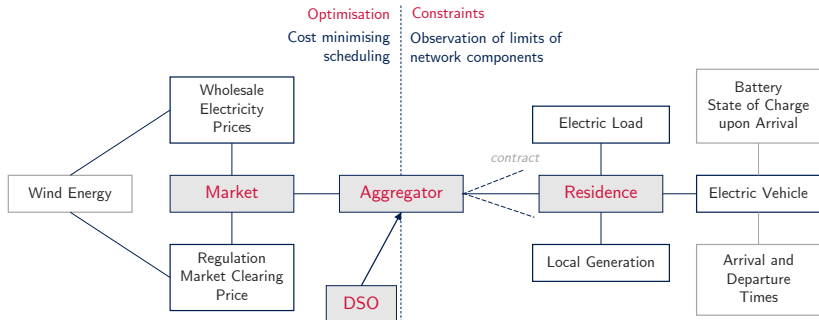 Optimisation
Constraints
Cost minimising
scheduling
Observation of limits of
network components
Wholesale
Electricity
Prices
Battery
State of Charge
upon Arrival
Electric Load
contract
Wind Energy
Market
Aggregator
Residence
Electric Vehicle
Regulation
Market Clearing
Price
Local Generation
Arrival and
Departure
Times
DSO